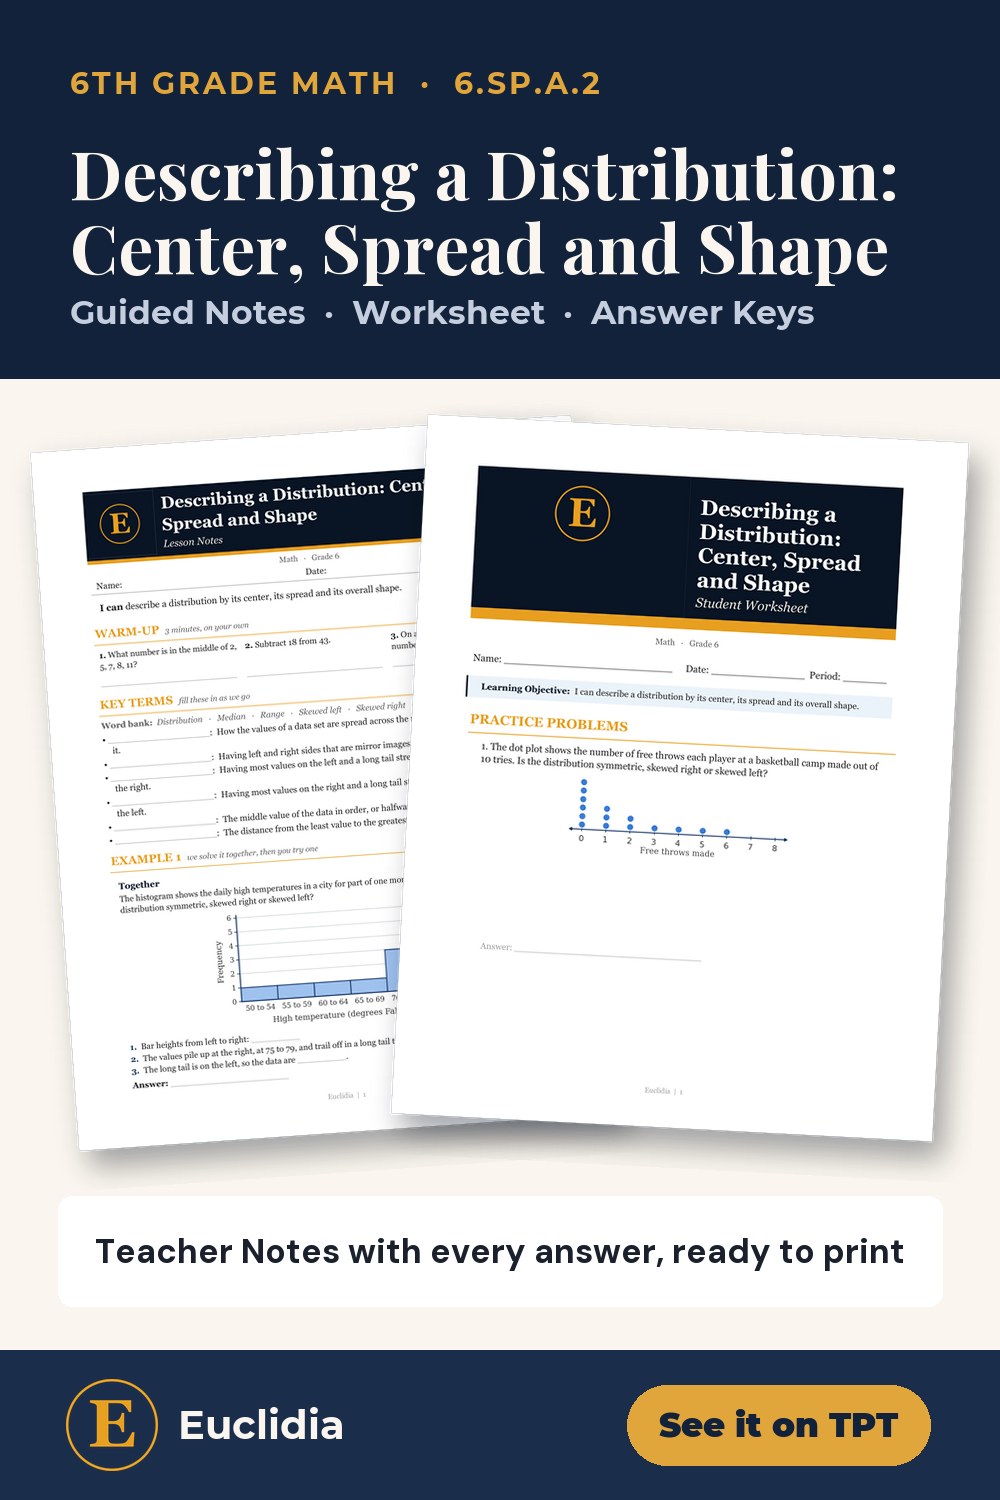 6TH GRADE MATH · 6.SP.A.2
Describing a Distribution:
Center, Spread and Shape
Guided Notes · Worksheet · Answer Keys
E
Describing a Distribution: Cent
Spread and Shape
Lesson Notes
Math · Grade 6
Name:
Date:
I can describe a distribution by its center, its spread and its overall shape.
WARM-UP 3 minutes, on your own
1. What number is in the middle of 2,
5, 7, 8, 11?
2. Subtract 18 from 43.
3. On a
numbe
KEY TERMS fill these in as we go
Word bank: Distribution · Median · Range · Skewed left · Skewed right
: How the values of a data set are spread across the
it.
: Having left and right sides that are mirror images
: Having most values on the left and a long tail
the right.
: Having most values on the right and a long tail
the left.
: The middle value of the data in order, or halfwa
: The distance from the least value to the greates
EXAMPLE 1 we solve it together, then you try one
Together
The histogram shows the daily high temperatures in a city for part of one mon
distribution symmetric, skewed right or skewed left?
6
5
4
3
2
1
0
Frequency
50 to 54 55 to 59 60 to 64 65 to 69
High temperature (degrees Fa
1. Bar heights from left to right:
2. The values pile up at the right, at 75 to 79, and trail off in a long tail
3. The long tail is on the left, so the data are
Answer:
Euclidia | 1
E
Describing a
Distribution:
Center, Spread
and Shape
Student Worksheet
Math · Grade 6
Name:
Date:
Period:
Learning Objective: I can describe a distribution by its center, its spread and its overall shape.
PRACTICE PROBLEMS
1. The dot plot shows the number of free throws each player at a basketball camp made out of
10 tries. Is the distribution symmetric, skewed right or skewed left?
0 1 2 3 4 5 6 7 8
Free throws made
Answer:
Euclidia | 1
Teacher Notes with every answer, ready to print
E
Euclidia
See it on TPT